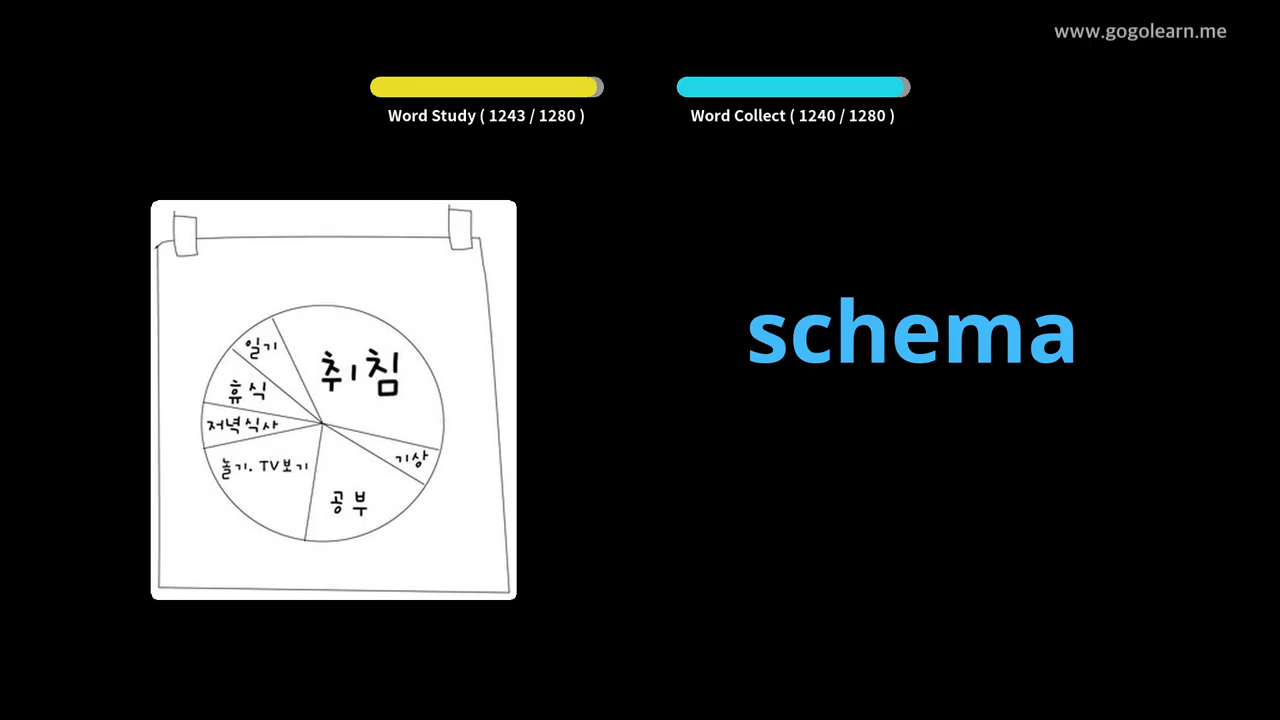 www.gogolearn.me
Word Study ( 1243 / 1280 )
Word Collect ( 1240 / 1280 )
schema
일기
취침
휴식
저녁식사
놀기. TV보기
기상
공부